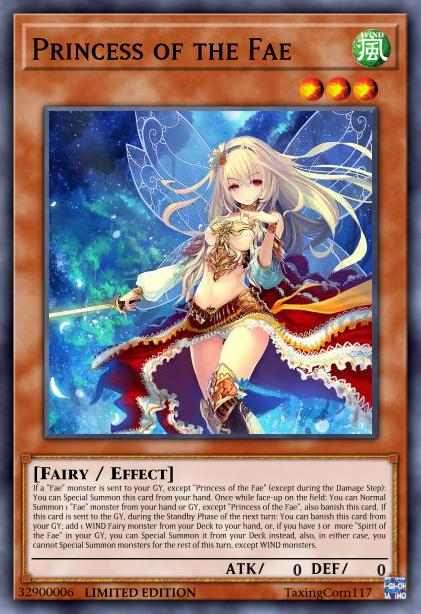 Princess of the Fae
WIND
風
[Fairy / Effect]
If a "Fae" monster is sent to your GY, except "Princess of the Fae" (except during the Damage Step):
You can Special Summon this card from your hand. Once while face-up on the field: You can Normal
Summon 1 "Fae" monster from your hand or GY, except "Princess of the Fae", also banish this card. If
this card is sent to the GY, during the Standby Phase of the next turn: You can banish this card from
your GY; add 1 WIND Fairy monster from your Deck to your hand, or, if you have 3 or more "Spirit of
the Fae" in your GY, you can Special Summon it from your Deck instead, also, in either case, you
cannot Special Summon monsters for the rest of this turn, except WIND monsters.
ATK/ 0 DEF/ 0
32900006 LIMITED EDITION TaxingCorn117